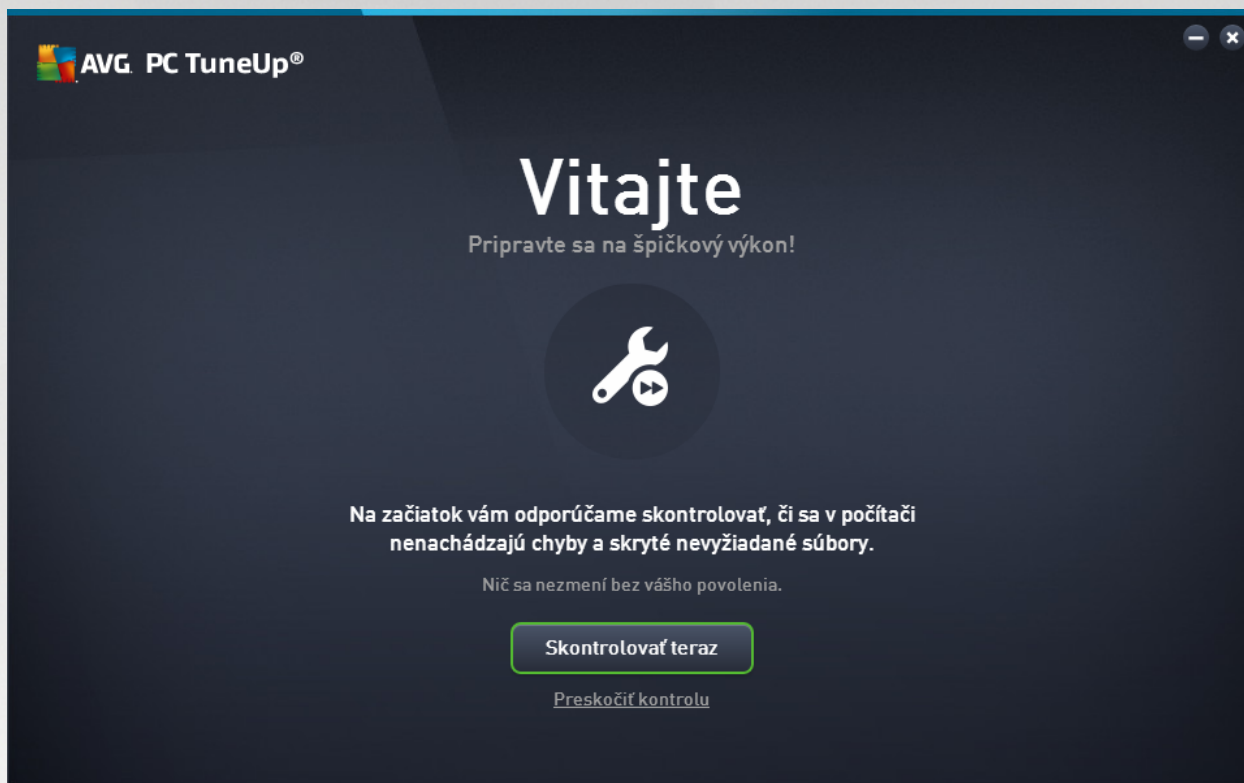 AVG. PC TuneUp®
Vitajte
Pripravte sa na špičkový výkon!
Na začiatok vám odporúčame skontrolovať, či sa v počítači
nenachádzajú chyby a skryté nevyžiadané súbory.
Nič sa nezmení bez vášho povolenia.
Skontrolovať teraz
Preskočiť kontrolu